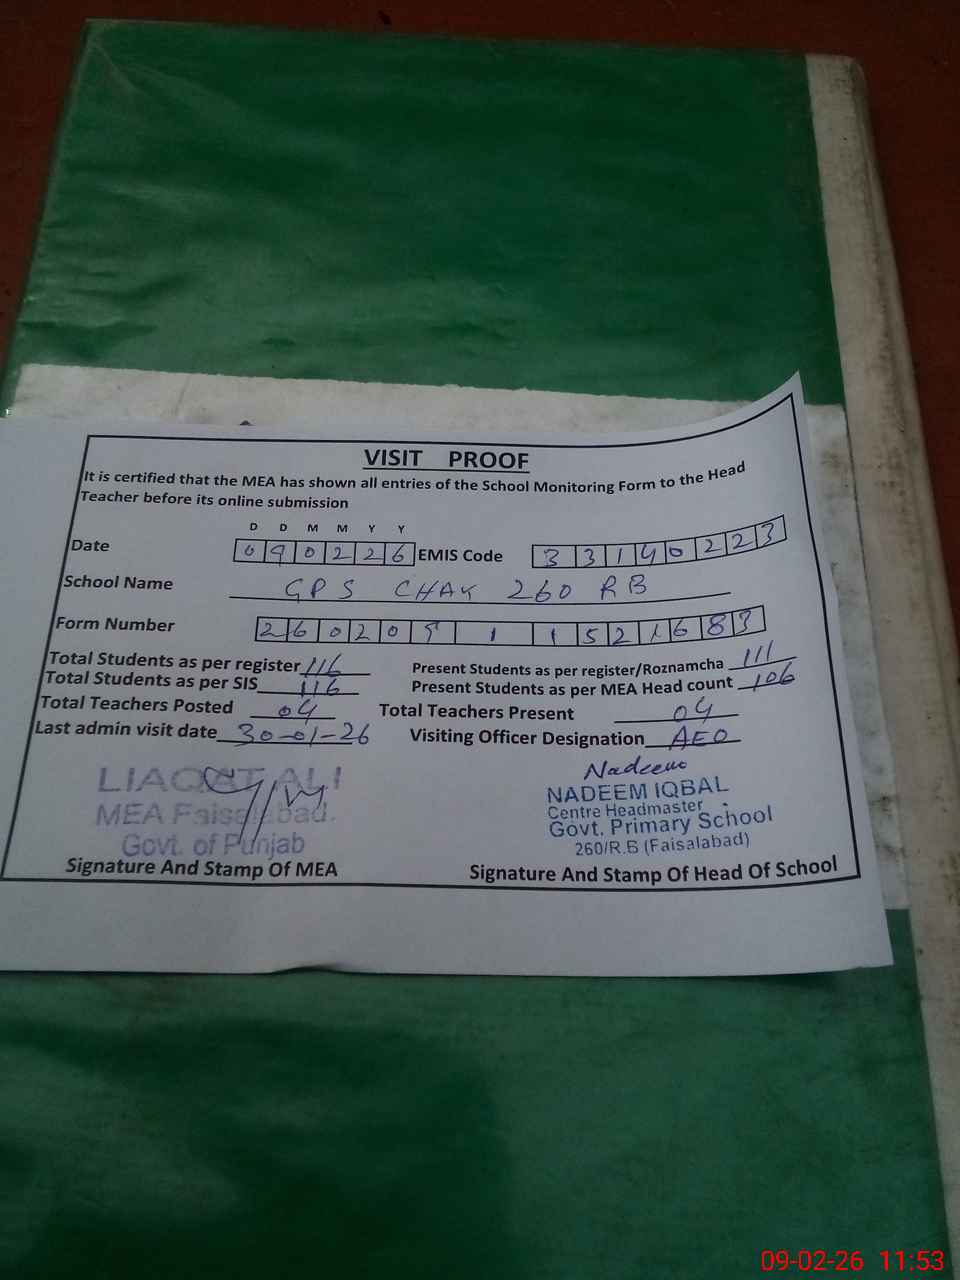 VISIT PROOF
It is certified that the MEA has shown all entries of the School Monitoring Form to the Head
Teacher before its online submission
D D M M Y Y
Date 0 9 0 2 2 6 EMIS Code 3 3 1 4 0 2 2 3
School Name GPS CHAK 260 RB
Form Number 2 6 0 2 0 9 1 1 5 2 1 6 8 3
Total Students as per register 116 Present Students as per register/Roznamcha 111
Total Students as per SIS 116 Present Students as per MEA Head count 106
Total Teachers Posted 04 Total Teachers Present 04
Last admin visit date 30-01-26 Visiting Officer Designation AEO
Nadeem
LIAQAT ALI
MEA Faisalabad.
Govt. of Punjab
Signature And Stamp Of MEA
NADEEM IQBAL
Centre Headmaster
Govt. Primary School
260/R.B (Faisalabad)
Signature And Stamp Of Head Of School
09-02-26 11:53